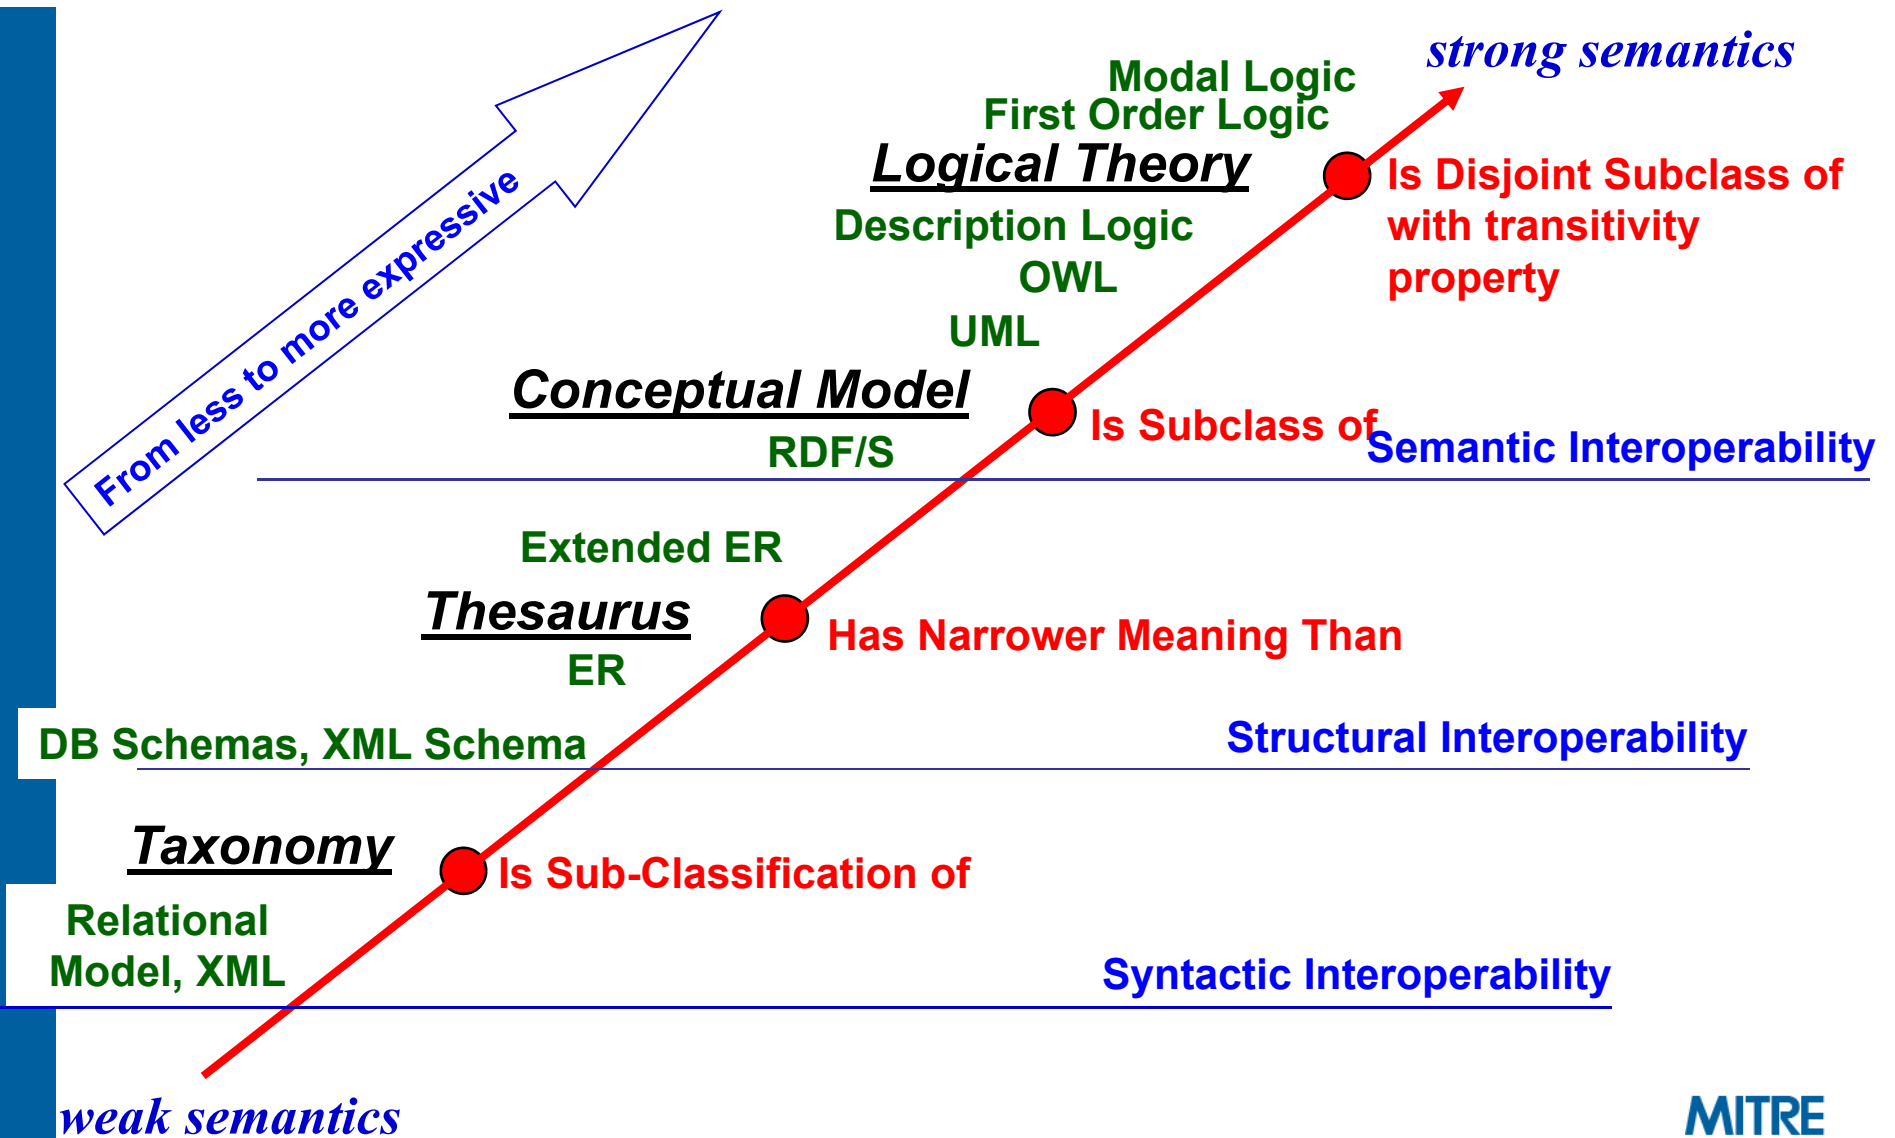 strong semantics
Modal Logic
First Order Logic
Logical Theory
Is Disjoint Subclass of
with transitivity
property
Description Logic
OWL
UML
From less to more expressive
Conceptual Model
Is Subclass of
Semantic Interoperability
RDF/S
Extended ER
Thesaurus
Has Narrower Meaning Than
ER
DB Schemas, XML Schema
Structural Interoperability
Taxonomy
Is Sub-Classification of
Relational
Model, XML
Syntactic Interoperability
weak semantics
MITRE